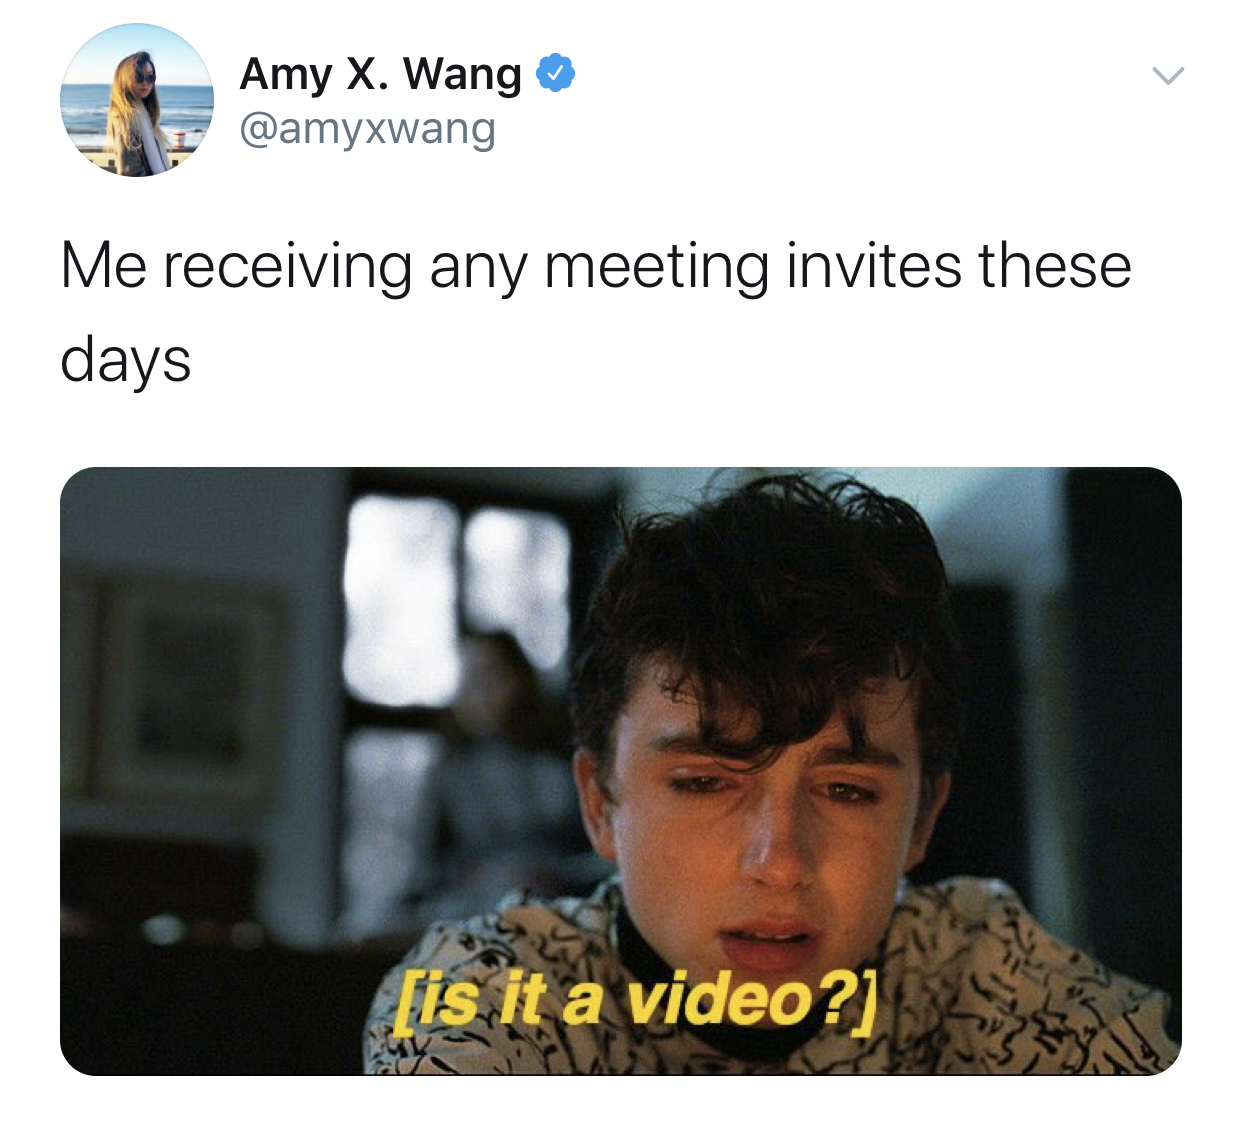 Amy X. Wang
@amyxwang
Me receiving any meeting invites these
days
[is it a video?]